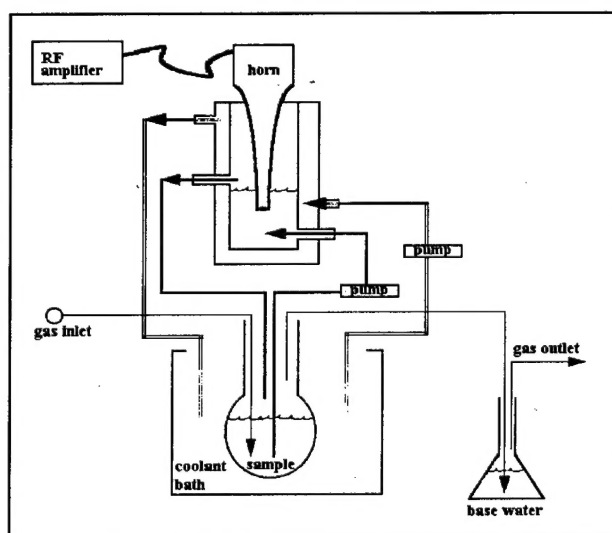 RF
amplifier
horn
pump
pump
gas inlet
gas outlet
coolant
bath
sample
base water